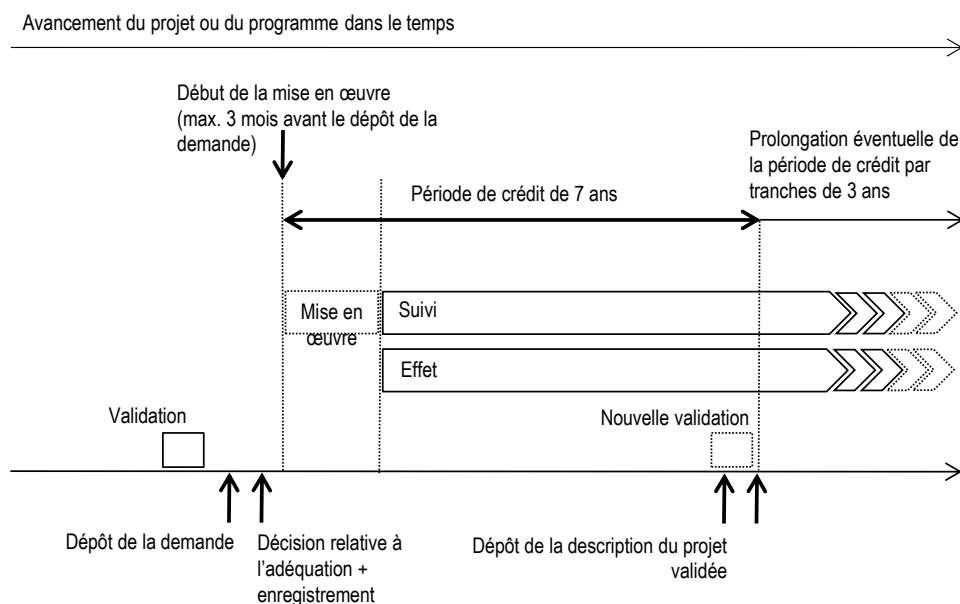 Avancement du projet ou du programme dans le temps
Début de la mise en œuvre
(max. 3 mois avant le dépôt de la
demande)
Prolongation éventuelle de
la période de crédit par
tranches de 3 ans
Période de crédit de 7 ans
Mise en
œuvre
Suivi
Effet
Validation
Nouvelle validation
Dépôt de la demande
Décision relative à
l'adéquation +
enregistrement
Dépôt de la description du projet
validée